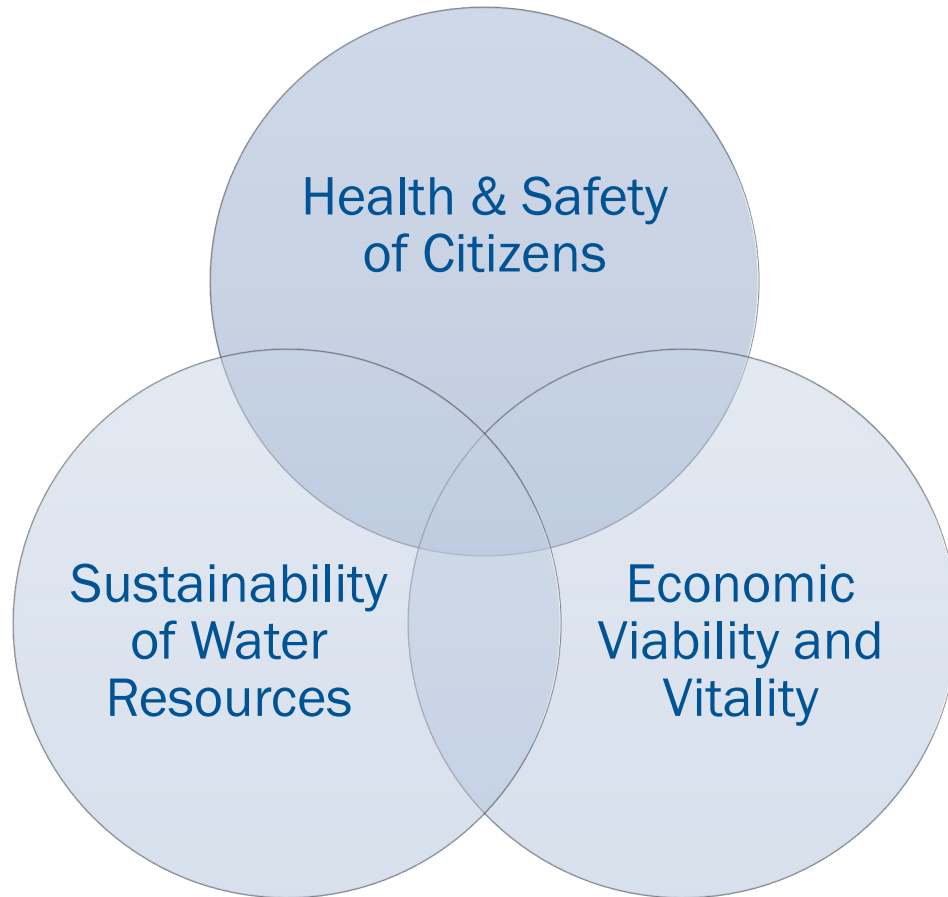 Health & Safety
of Citizens
Sustainability
of Water
Resources
Economic
Viability and
Vitality